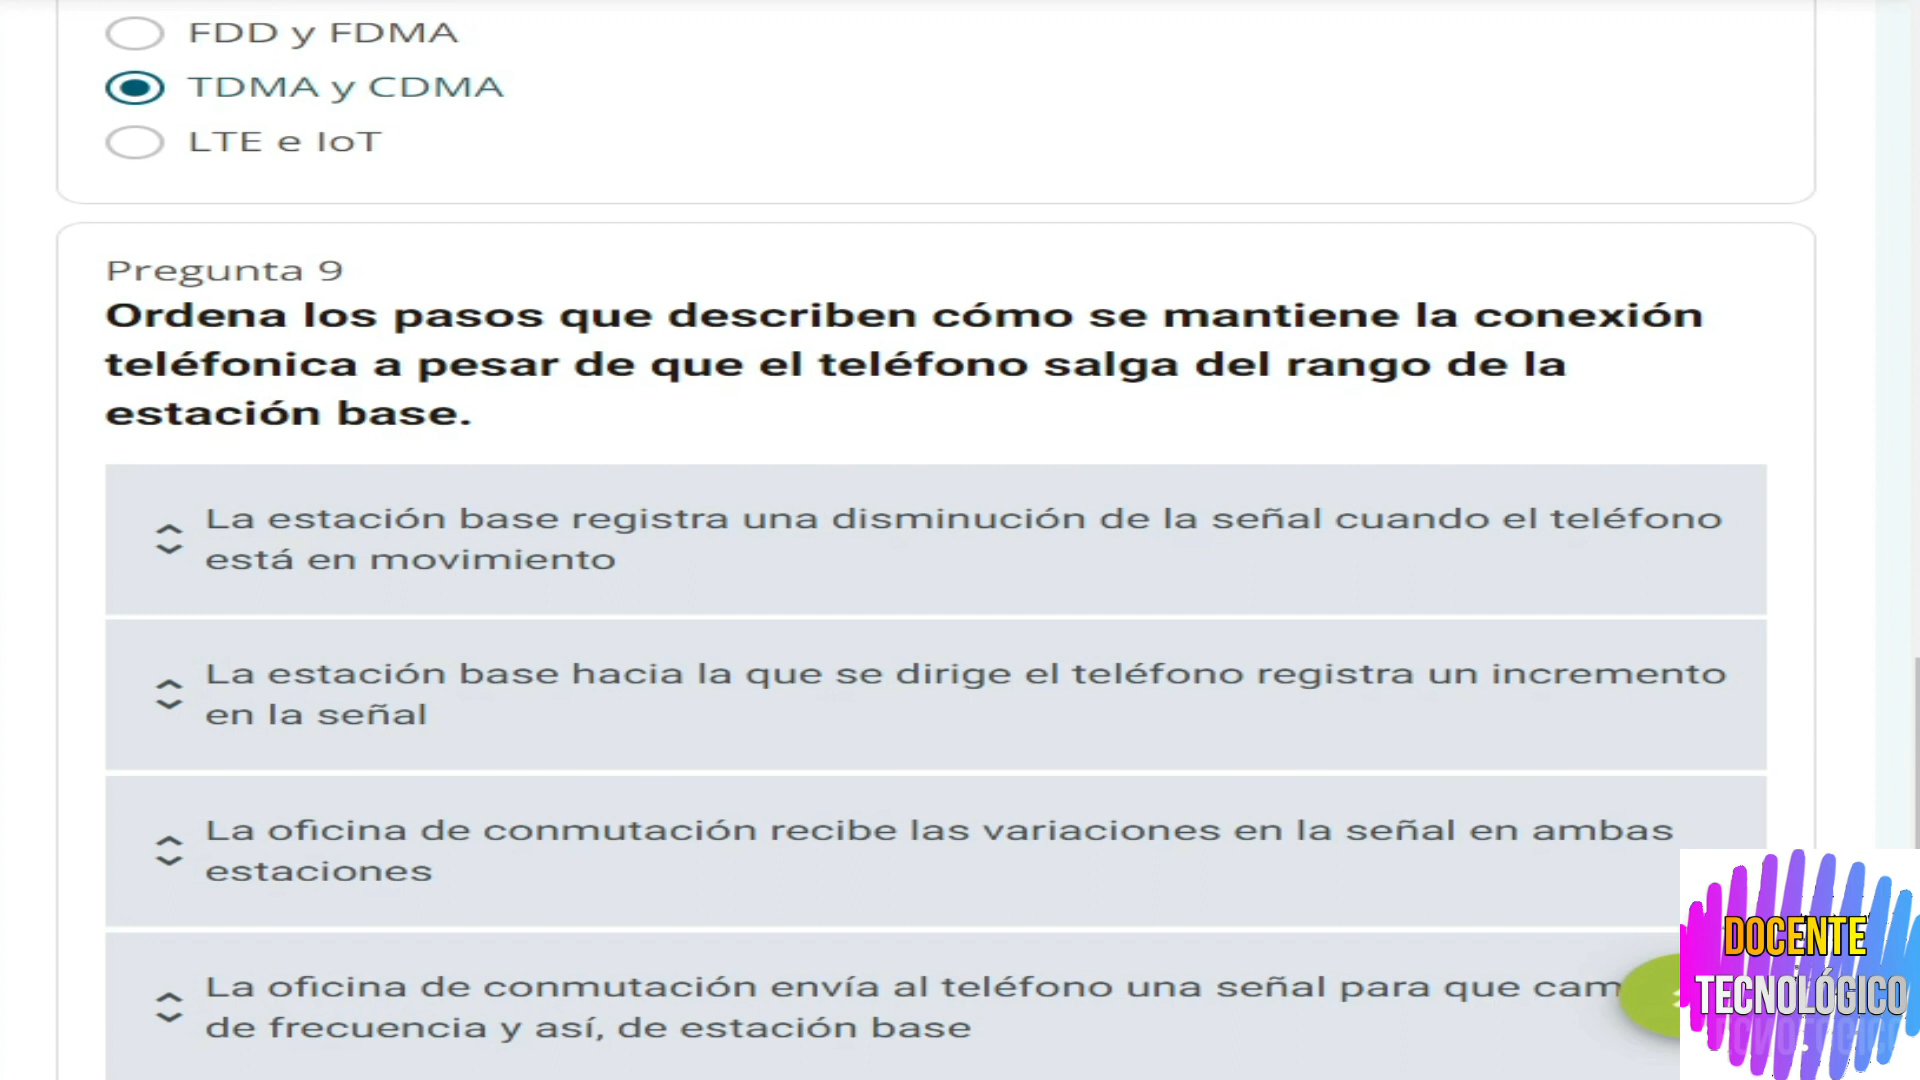 FDD y FDMA
TDMA y CDMA
LTE e IoT
Pregunta 9
Ordena los pasos que describen cómo se mantiene la conexión
teléfonica a pesar de que el teléfono salga del rango de la
estación base.
La estación base registra una disminución de la señal cuando el teléfono
está en movimiento
La estación base hacia la que se dirige el teléfono registra un incremento
en la señal
La oficina de conmutación recibe las variaciones en la señal en ambas
estaciones
La oficina de conmutación envía al teléfono una señal para que cam
de frecuencia y así, de estación base
DOCENTE
TECNOLÓGICO